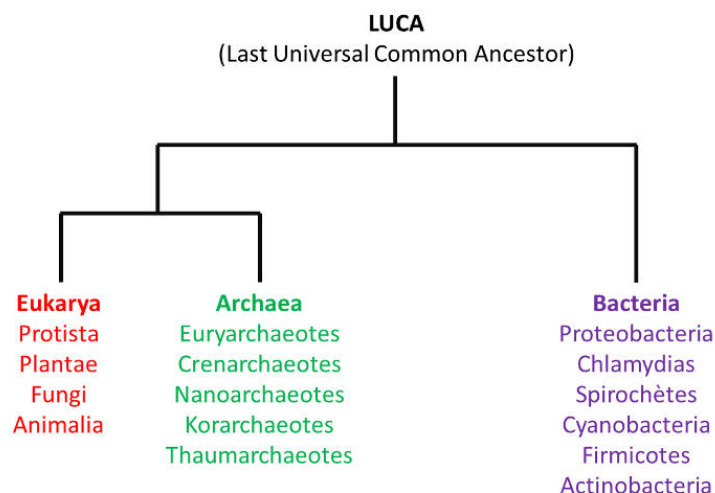 LUCA
(Last Universal Common Ancestor)
Eukarya
Protista
Plantae
Fungi
Animalia
Archaea
Euryarchaeotes
Crenarchaeotes
Nanoarchaeotes
Korarchaeotes
Thaumarchaeotes
Bacteria
Proteobacteria
Chlamydias
Spirochètes
Cyanobacteria
Firmicotes
Actinobacteria